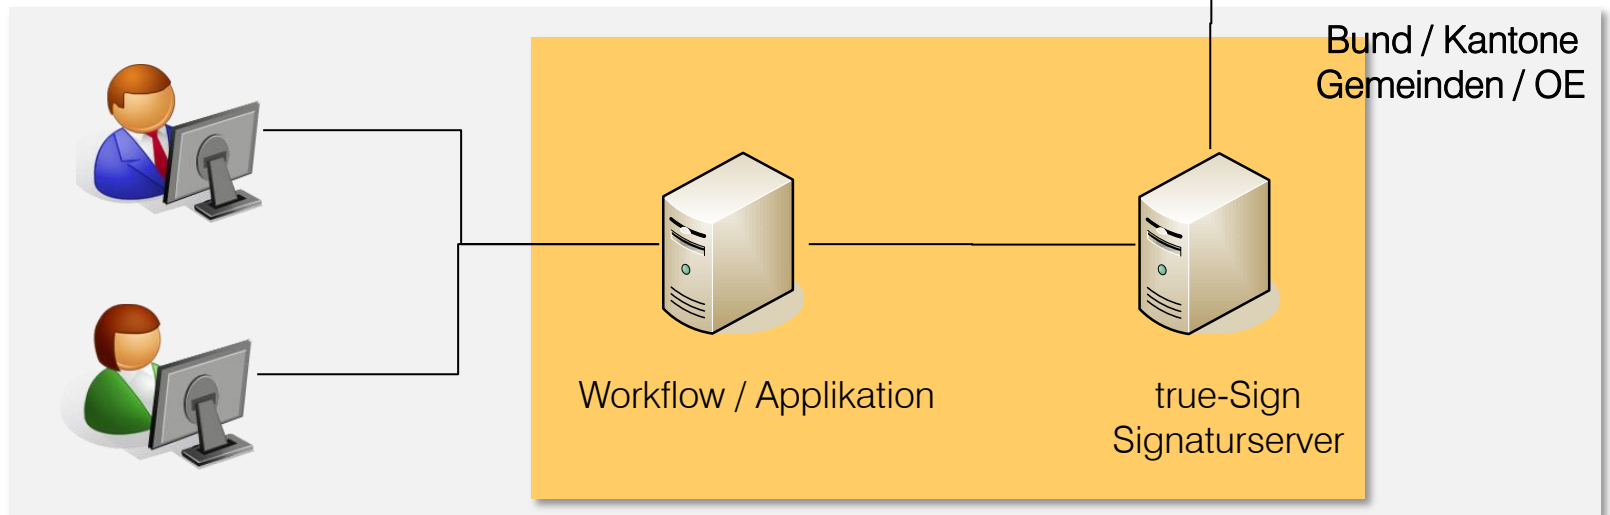 Bund / Kantone
Gemeinden / OE
Workflow / Applikation
true-Sign
Signaturserver